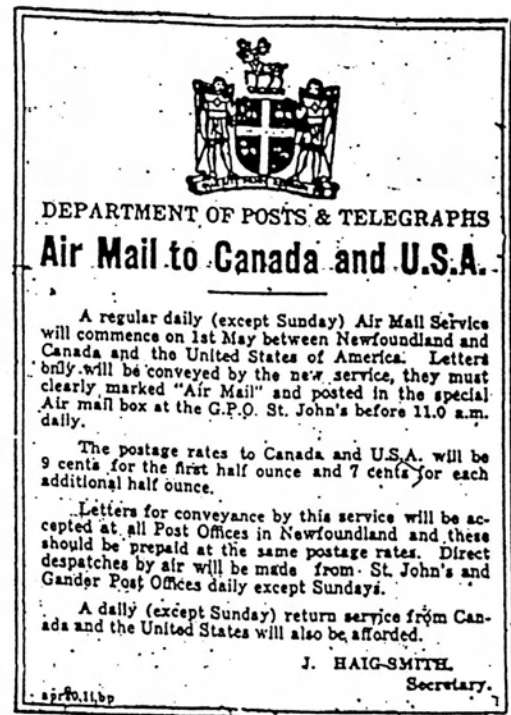 DEPARTMENT OF POSTS & TELEGRAPHS
Air Mail to Canada and U.S.A.
A regular daily (except Sunday) Air Mail Service
will commence on 1st May between Newfoundland and
Canada and the United States of America. Letters
only will be conveyed by the new service, they must
clearly marked "Air Mail" and posted in the special
Air mail box at the G.P.O. St. John's before 11.0 a.m.
daily.
The postage rates to Canada and U.S.A. will be
9 cents for the first half ounce and 7 cents for each
additional half ounce.
Letters for conveyance by this service will be ac-
cepted at all Post Offices in Newfoundland and these
should be prepaid at the same postage rates. Direct
despatches by air will be made from St. John's and
Gander Post Offices daily except Sundays.
A daily (except Sunday) return service from Can-
ada and the United States will also be afforded.
J. HAIG-SMITH.
Secretary.